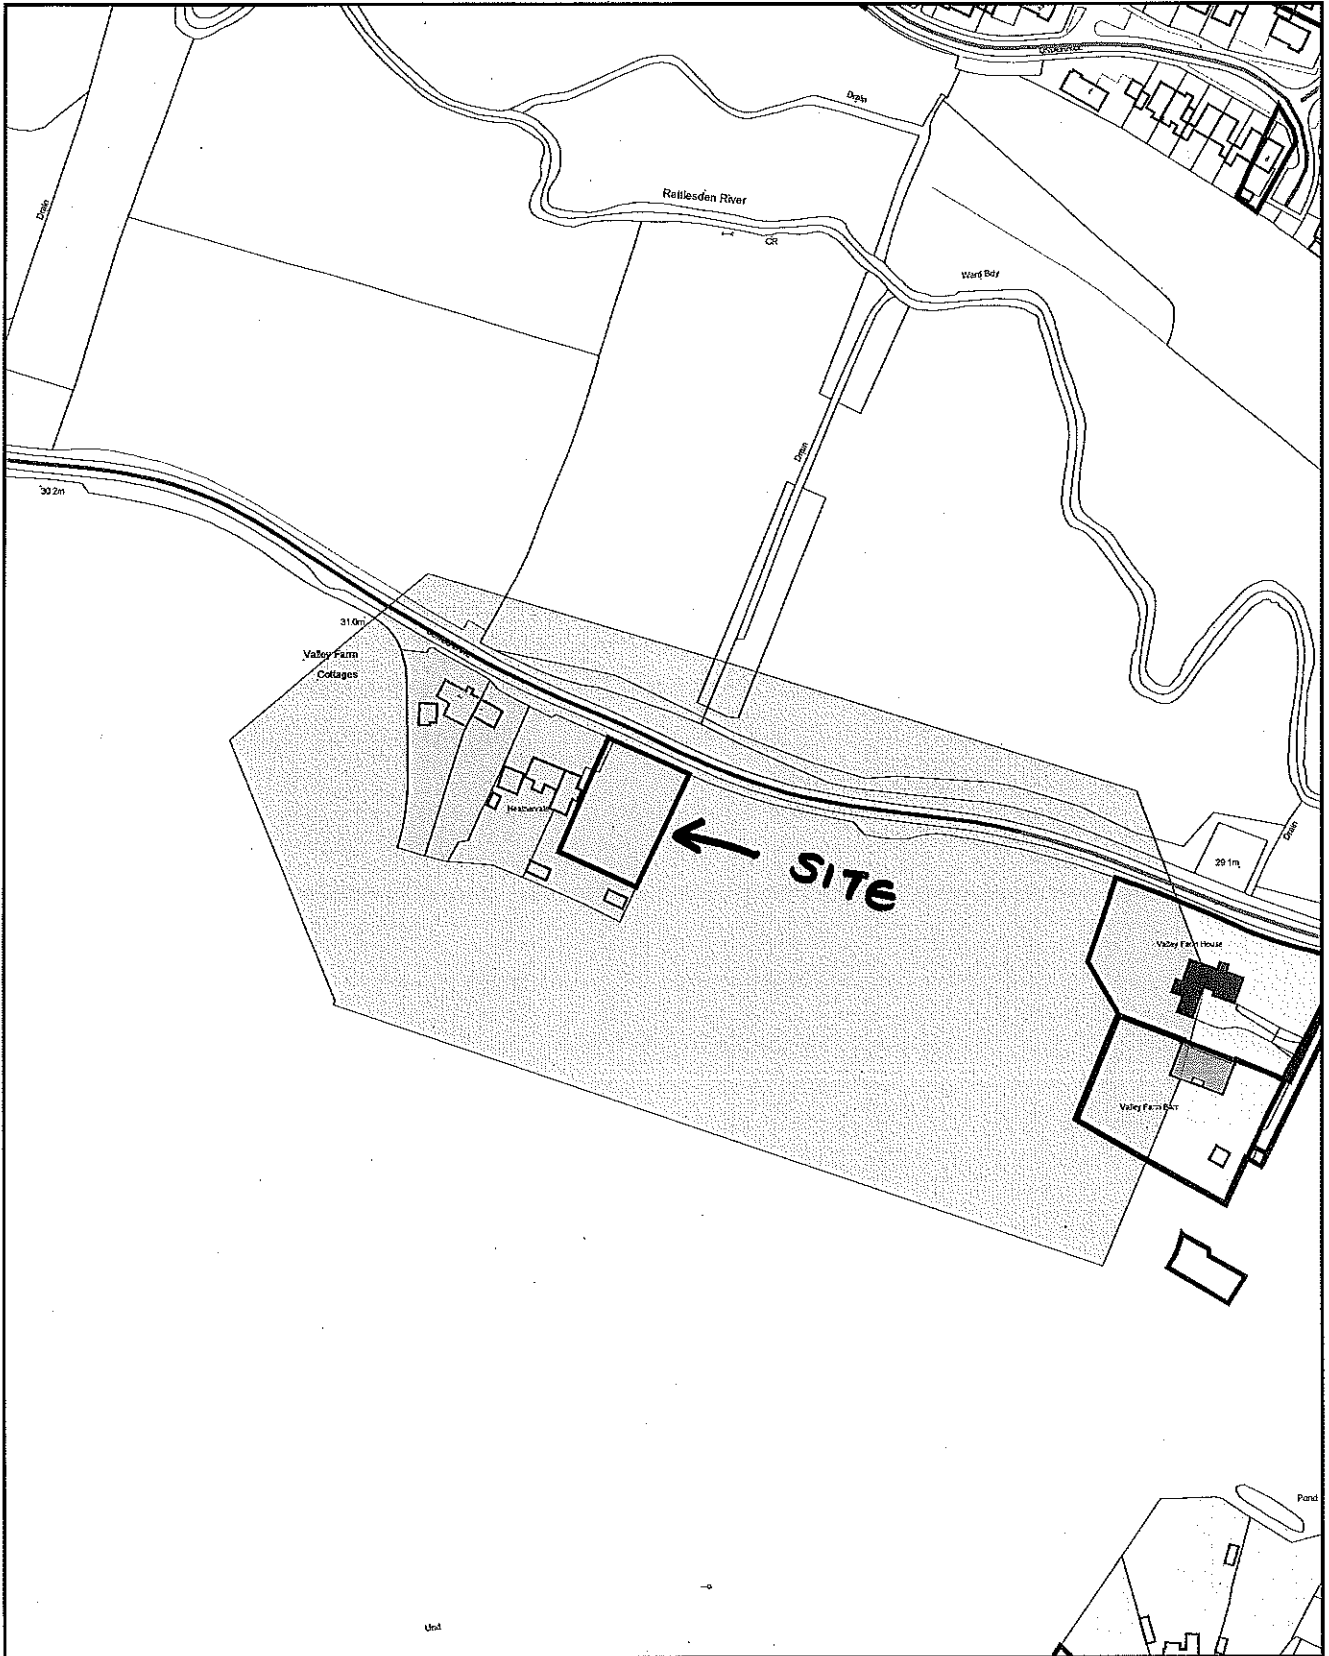 Drain
Rattlesden River
CR
Drain
Ward Bdy
Drain
30.2m
31.0m
Valley Farm
Cottages
SITE
29.1m
Drain
Valley Farm House
Valley Farm Barn
Pond
Und